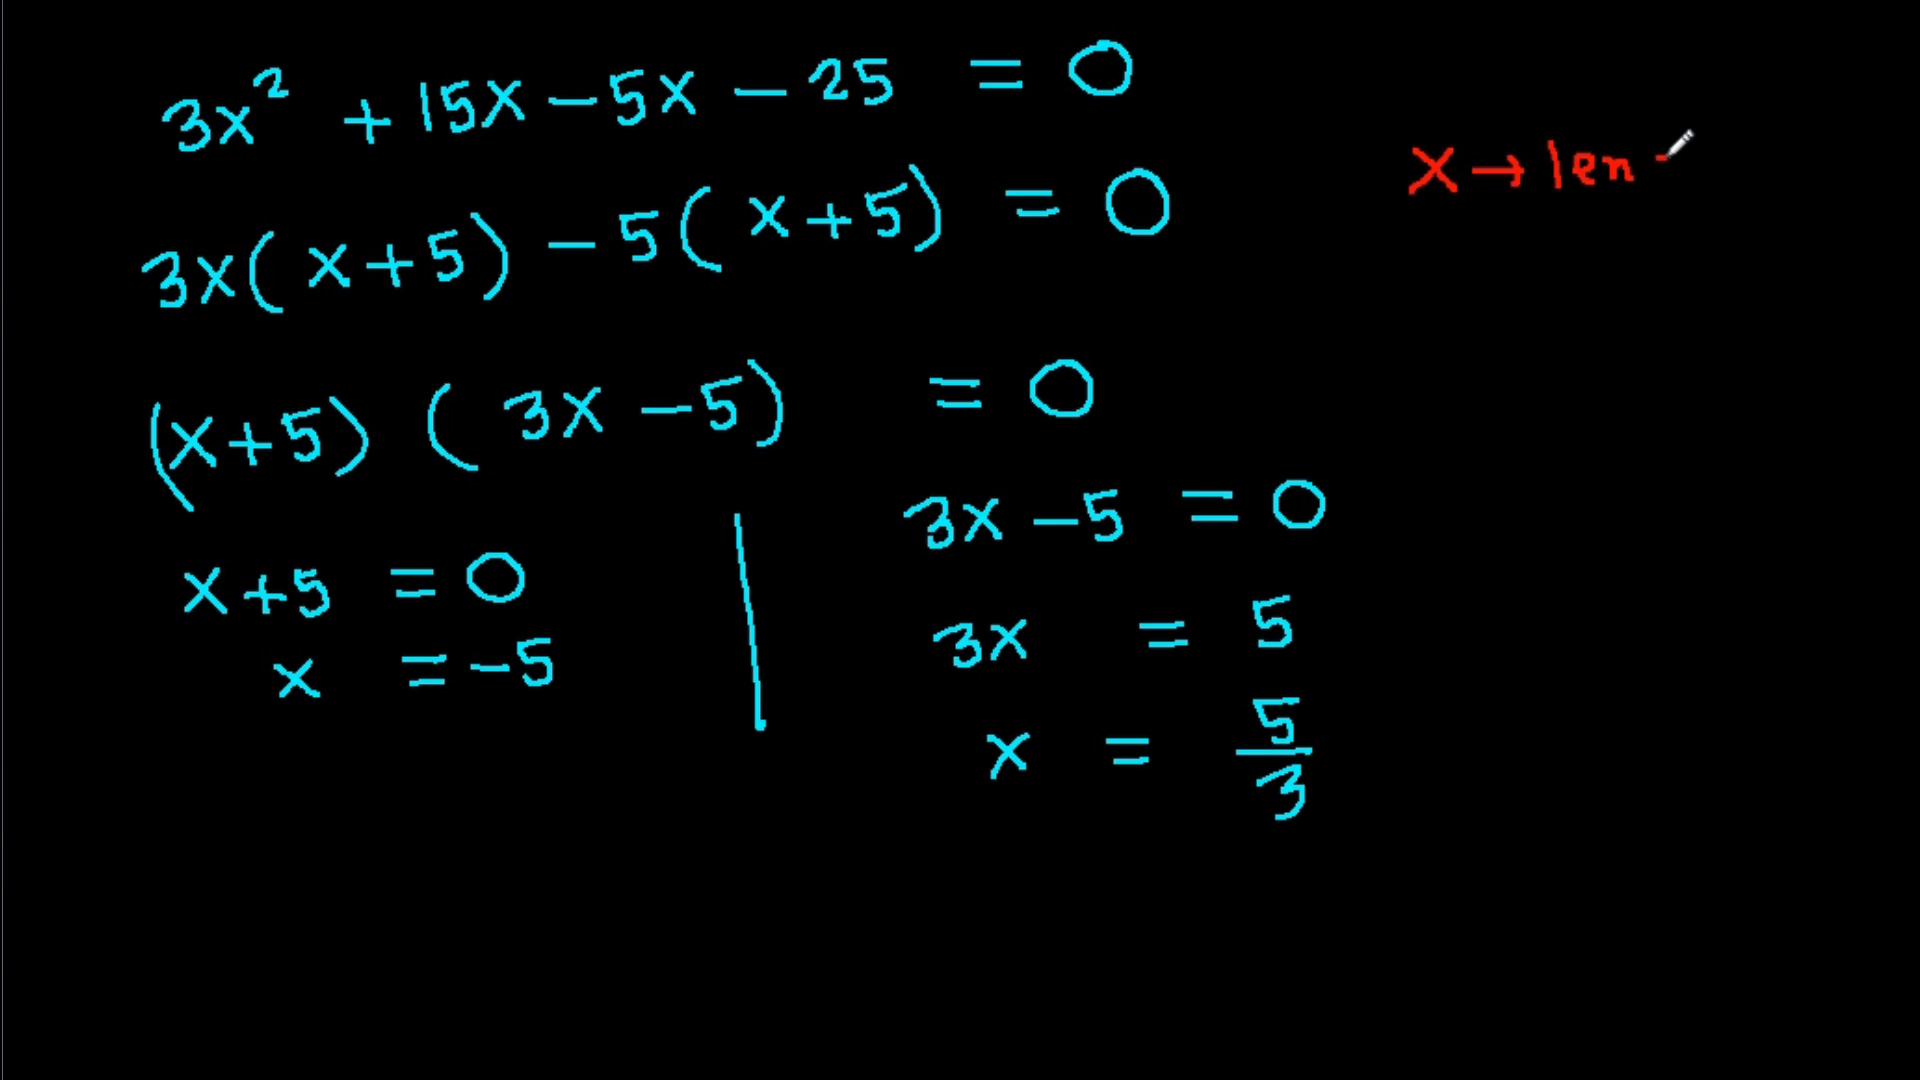 3x² + 15x - 5x - 25 = 0
x → len -
3x(x+5) - 5(x+5) = 0
(x+5) (3x - 5) = 0
3x - 5 = 0
x+5 = 0
3x = 5
x = -5
x = 5/3